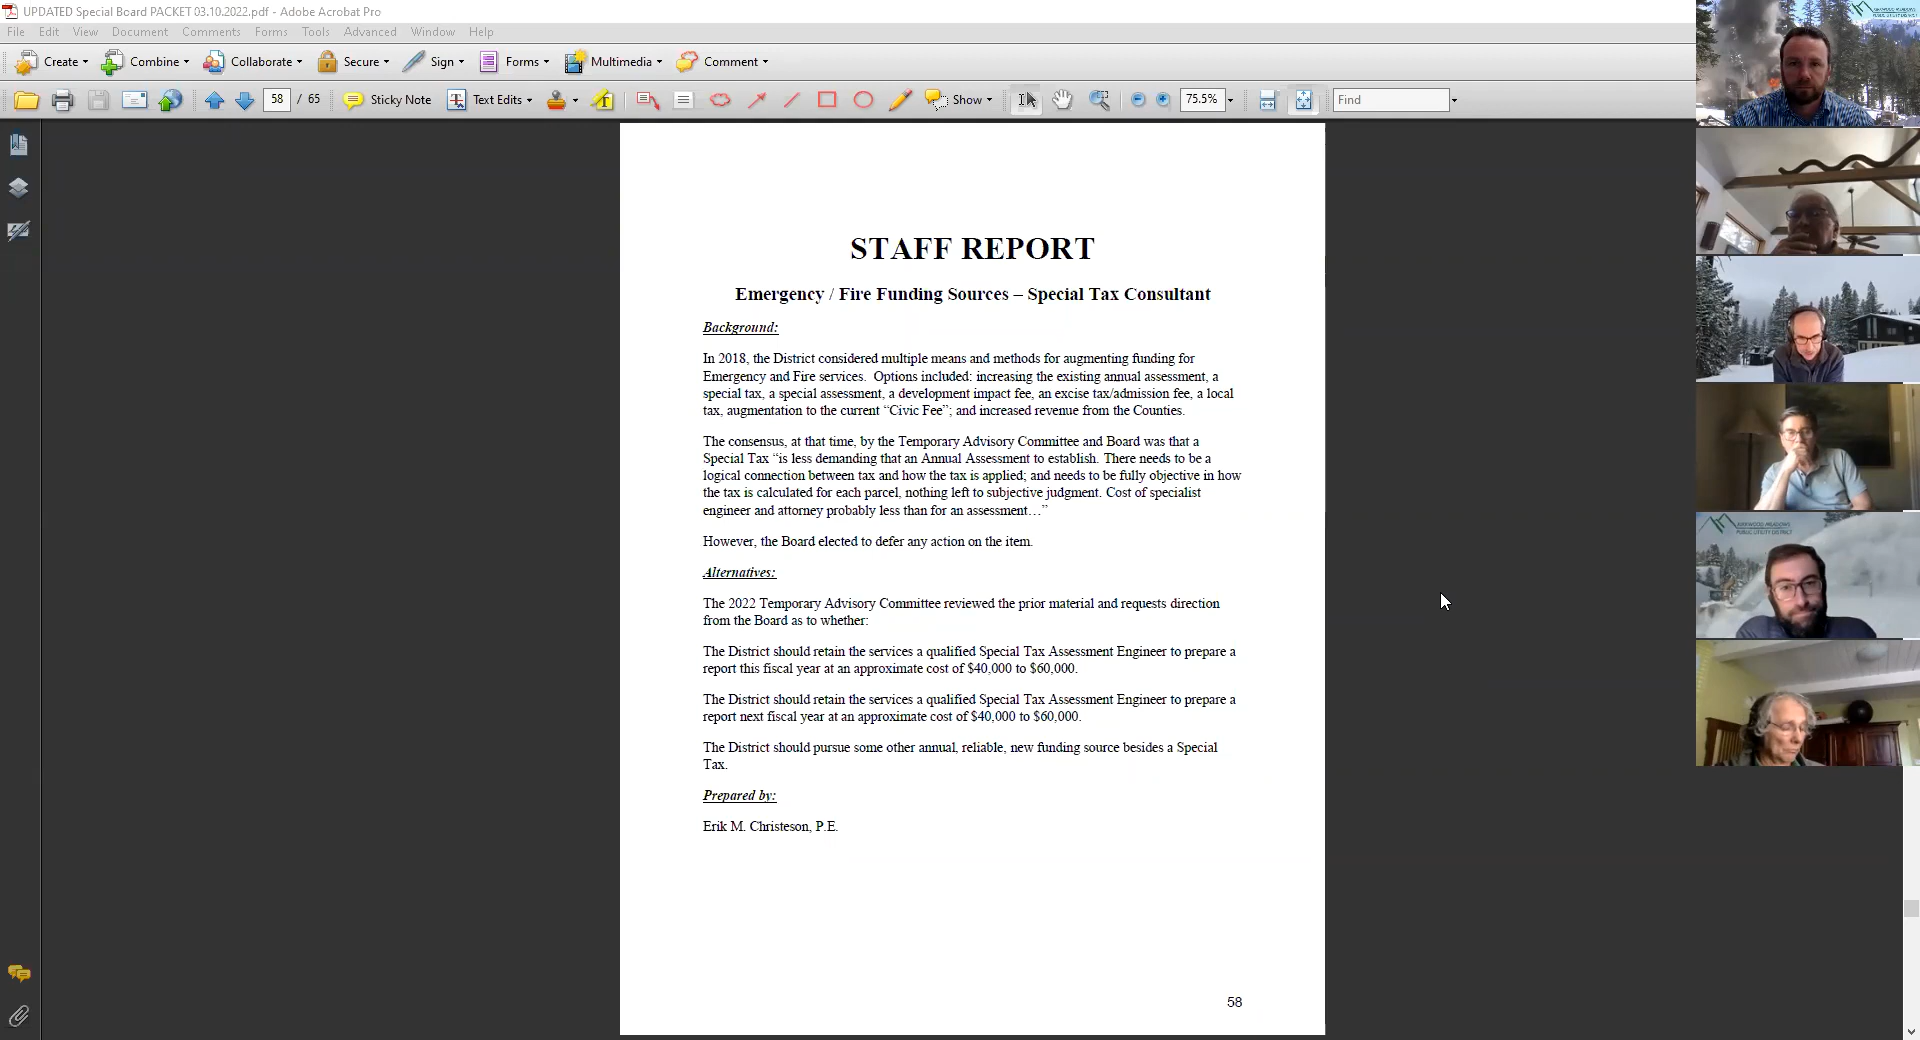 UPDATED Special Board PACKET 03.10.2022.pdf - Adobe Acrobat Pro
File Edit View Document Comments Forms Tools Advanced Window Help
Create Combine Collaborate Secure Sign Forms Multimedia Comment
58 / 65 Sticky Note Text Edits Show 75.5% Find
STAFF REPORT
Emergency / Fire Funding Sources – Special Tax Consultant
Background:
In 2018, the District considered multiple means and methods for augmenting funding for
Emergency and Fire services. Options included: increasing the existing annual assessment, a
special tax, a special assessment, a development impact fee, an excise tax/admission fee, a local
tax, augmentation to the current “Civic Fee”; and increased revenue from the Counties.
The consensus, at that time, by the Temporary Advisory Committee and Board was that a
Special Tax “is less demanding that an Annual Assessment to establish. There needs to be a
logical connection between tax and how the tax is applied; and needs to be fully objective in how
the tax is calculated for each parcel, nothing left to subjective judgment. Cost of specialist
engineer and attorney probably less than for an assessment…”
However, the Board elected to defer any action on the item.
Alternatives:
The 2022 Temporary Advisory Committee reviewed the prior material and requests direction
from the Board as to whether:
The District should retain the services a qualified Special Tax Assessment Engineer to prepare a
report this fiscal year at an approximate cost of $40,000 to $60,000.
The District should retain the services a qualified Special Tax Assessment Engineer to prepare a
report next fiscal year at an approximate cost of $40,000 to $60,000.
The District should pursue some other annual, reliable, new funding source besides a Special
Tax.
Prepared by:
Erik M. Christeson, P.E.
58
KIRKWOOD MEADOWS
PUBLIC UTILITY DISTRICT
KIRKWOOD MEADOWS
PUBLIC UTILITY DISTRICT